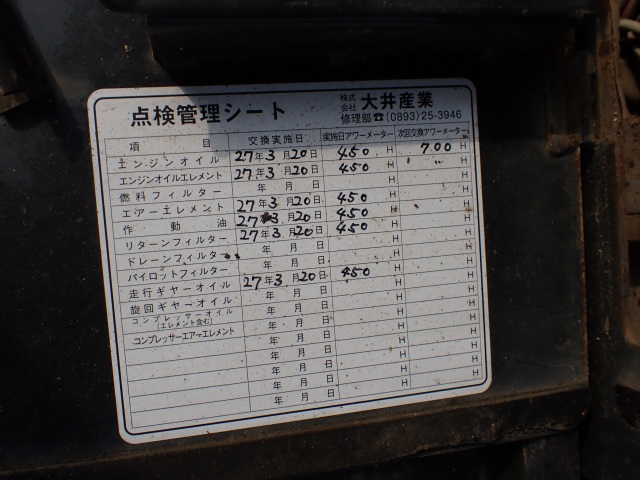 点検管理シート
株式会社 大井産業
修理部☎(0893)25-3946
項目 交換実施日 実施日アワーメーター 次回交換アワーメーター
エンジンオイル 27年3月20日 450H 700H
エンジンオイルエレメント 27年3月20日 450H 〃H
燃料フィルター 年月日 H H
エアーエレメント 27年3月20日 450H H
作動油 27年3月20日 450H H
リターンフィルター 27年3月20日 450H H
ドレーンフィルター 年月日 H H
パイロットフィルター 年月日 H H
走行ギヤーオイル 27年3月20日 450H H
旋回ギヤーオイル 年月日 H H
コンプレッサーオイル(エレメント含む) 年月日 H H
コンプレッサーエアーエレメント 年月日 H H
年月日 H H
年月日 H H
年月日 H H
年月日 H H